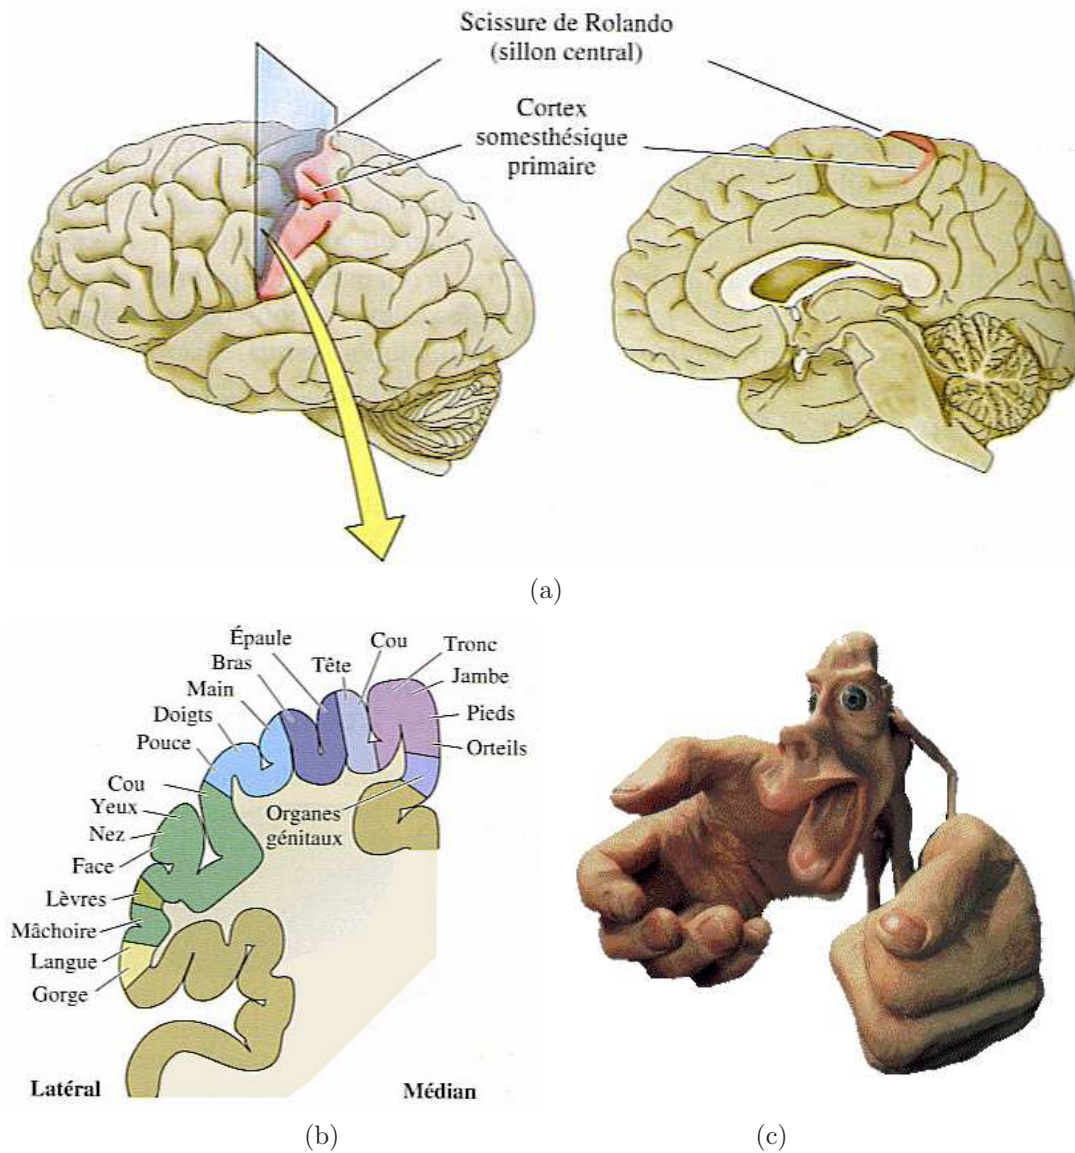 Scissure de Rolando
(sillon central)
Cortex
somesthésique
primaire
(a)
Épaule
Bras
Main
Doigts
Pouce
Cou
Yeux
Nez
Face
Lèvres
Mâchoire
Langue
Gorge
Tête
Cou
Tronc
Jambe
Pieds
Orteils
Organes
génitaux
Latéral
Médian
(b)
(c)